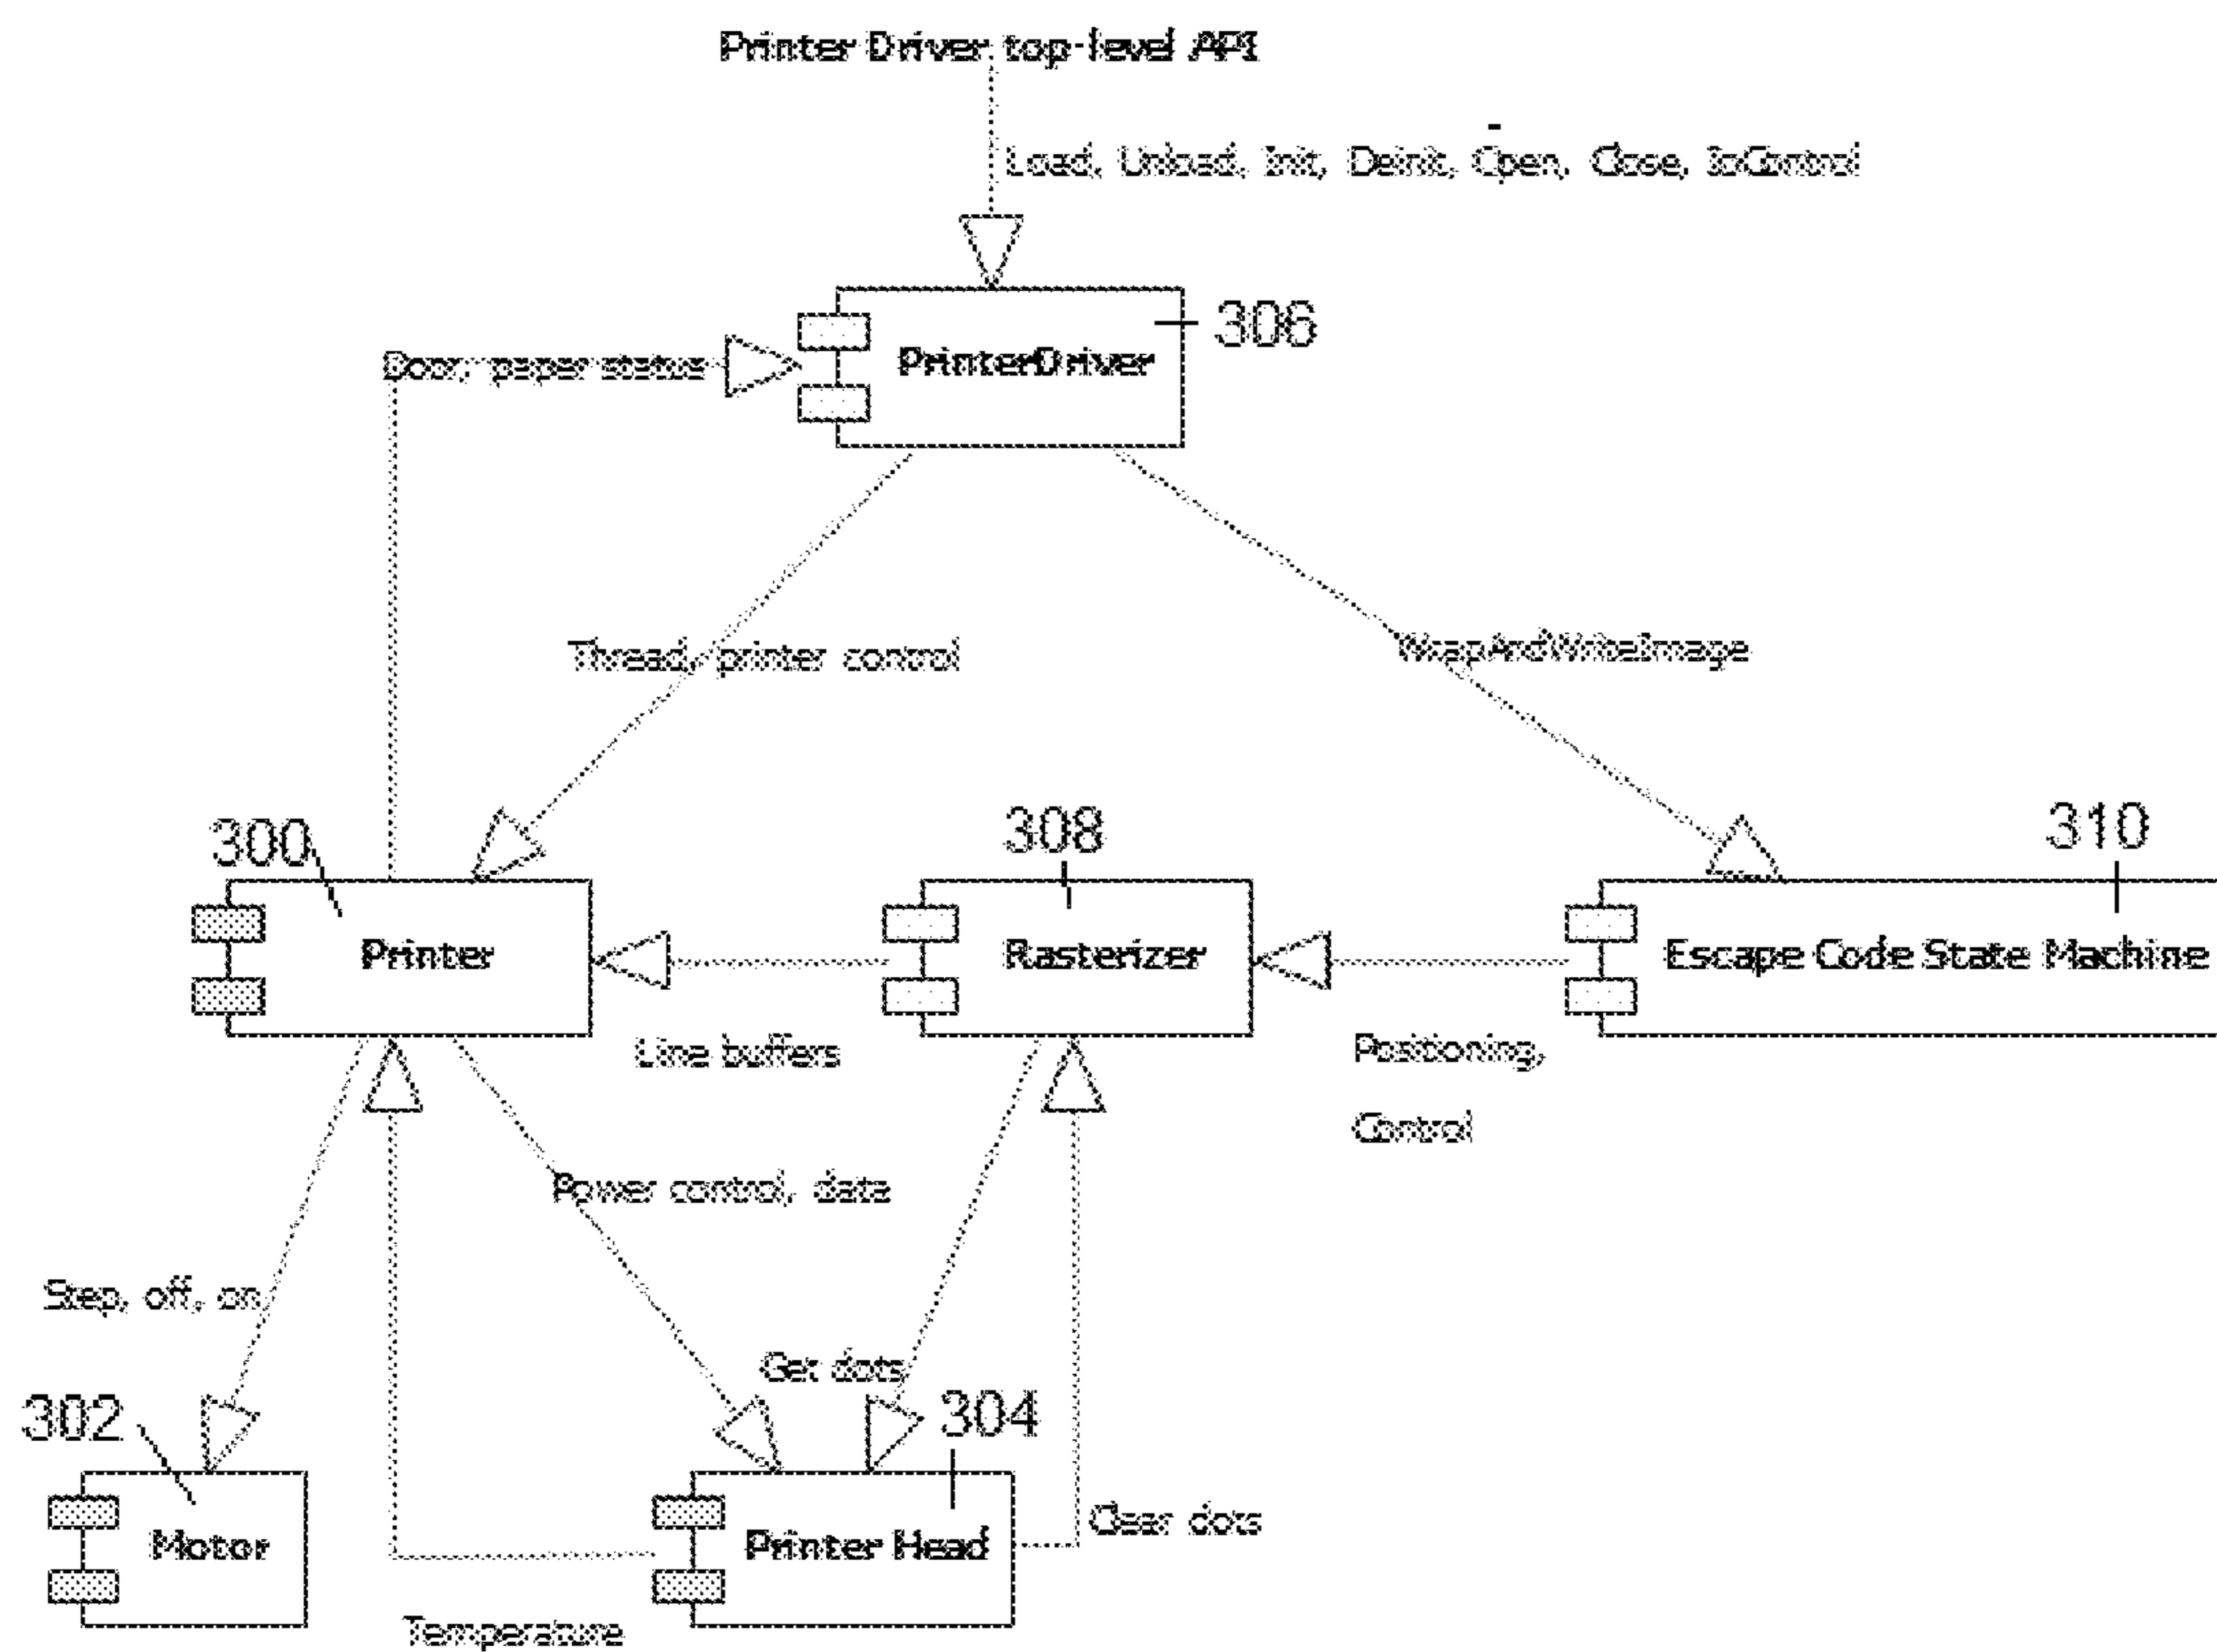 Printer Driver top-level API
Load, Unload, Init, Deinit, Open, Close, IoControl
306
PrinterDriver
Door, paper status
Thread, printer control
WrapAndWriteImage
300
308
310
Printer
Rasterizer
Escape Code State Machine
Line buffers
Positioning,
Control
Power control, data
Step, off, on
Get dots
302
304
Motor
Printer Head
Clear dots
Temperature